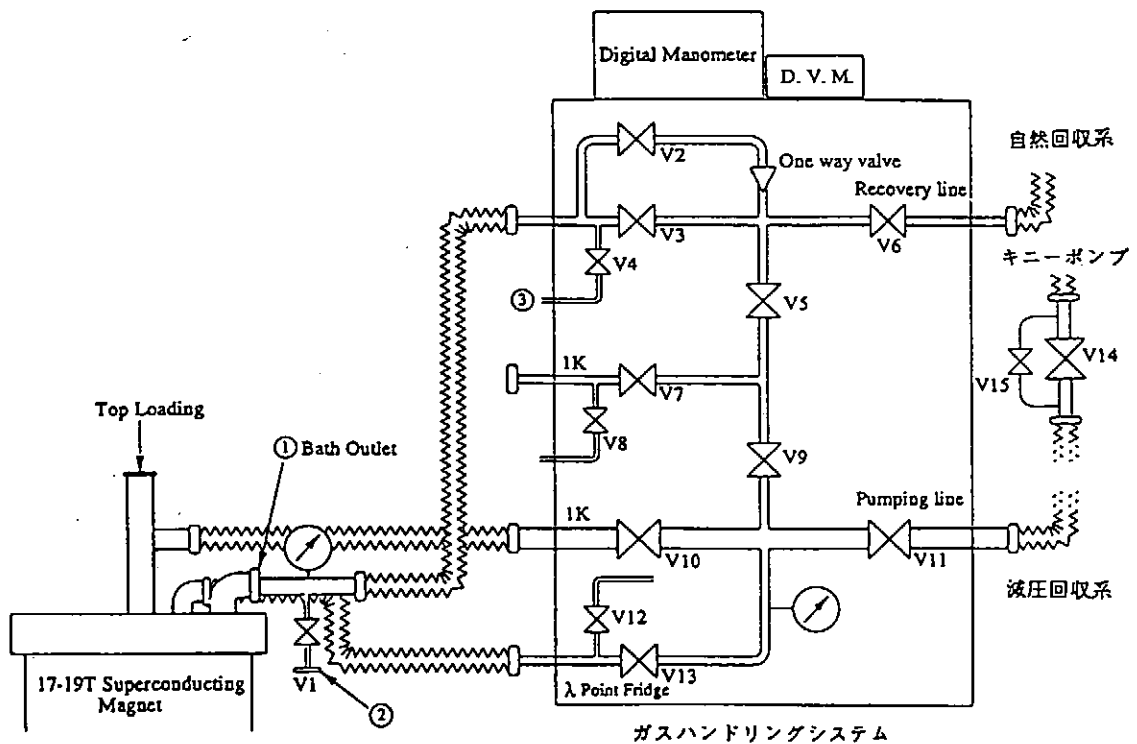 Digital Manometer
D. V. M.
V2
One way valve
自然回収系
Recovery line
V3
V6
V4
キニーポンプ
③
V5
1K
V14
V7
V15
Top Loading
V8
① Bath Outlet
V9
1K
Pumping line
V10
V11
V12
減圧回収系
17-19T Superconducting
Magnet
V1
②
V13
λ Point Fridge
ガスハンドリングシステム